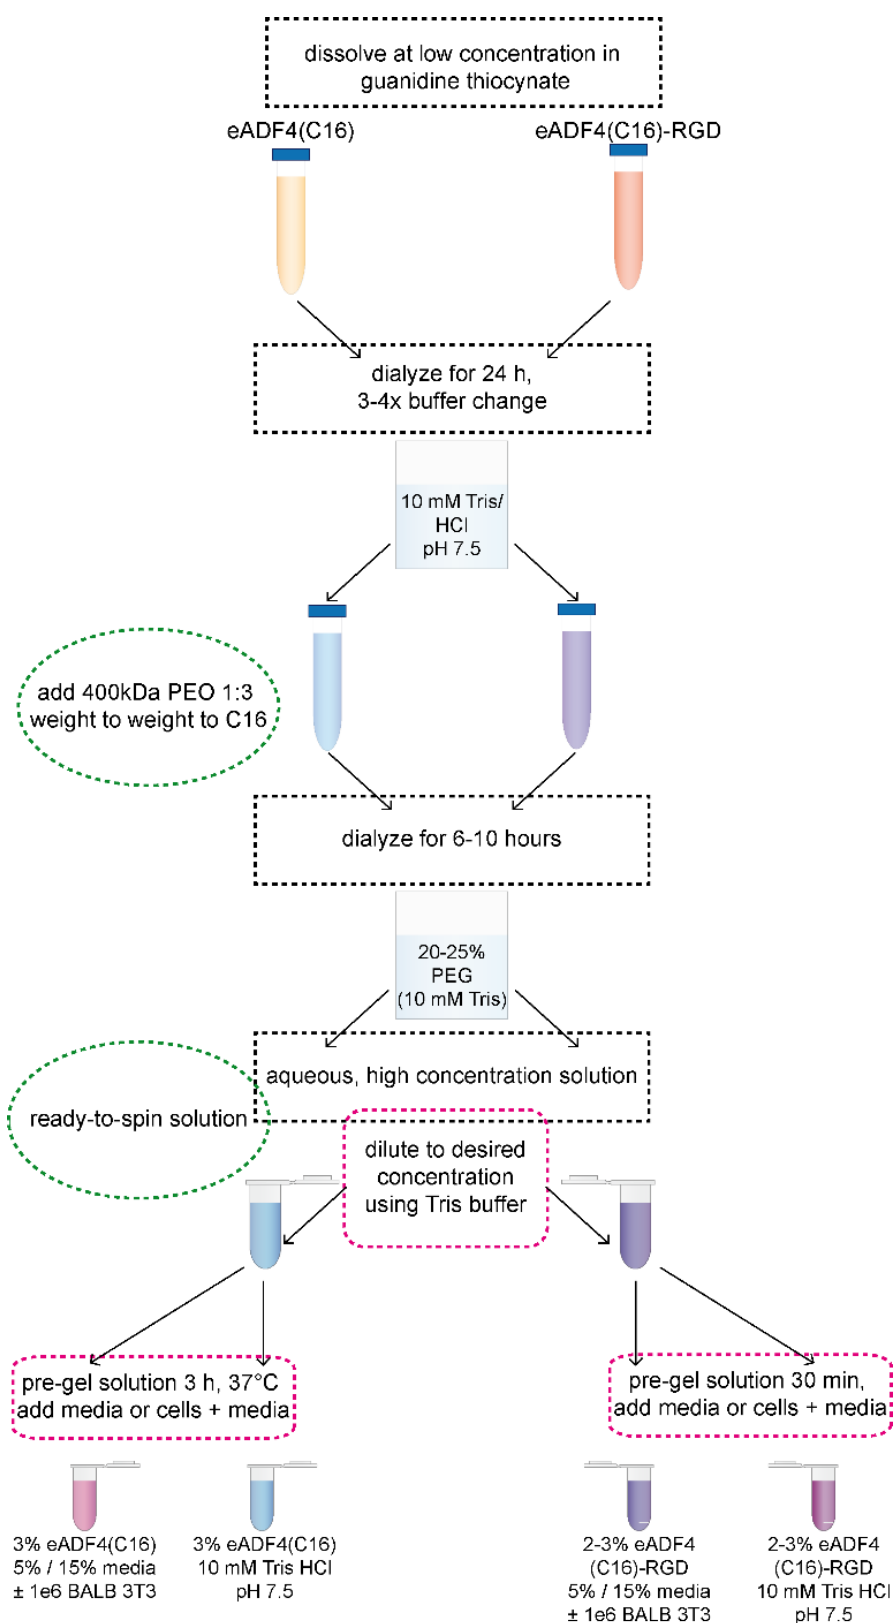 dissolve at low concentration in
guanidine thiocynate
eADF4(C16)
eADF4(C16)-RGD
dialyze for 24 h,
3-4x buffer change
10 mM Tris/
HCl
pH 7.5
add 400kDa PEO 1:3
weight to weight to C16
dialyze for 6-10 hours
20-25%
PEG
(10 mM Tris)
aqueous, high concentration solution
ready-to-spin solution
dilute to desired
concentration
using Tris buffer
pre-gel solution 3 h, 37°C
add media or cells + media
pre-gel solution 30 min,
add media or cells + media
3% eADF4(C16)
5% / 15% media
± 1e6 BALB 3T3
3% eADF4(C16)
10 mM Tris HCl
pH 7.5
2-3% eADF4
(C16)-RGD
5% / 15% media
± 1e6 BALB 3T3
2-3% eADF4
(C16)-RGD
10 mM Tris HCl
pH 7.5